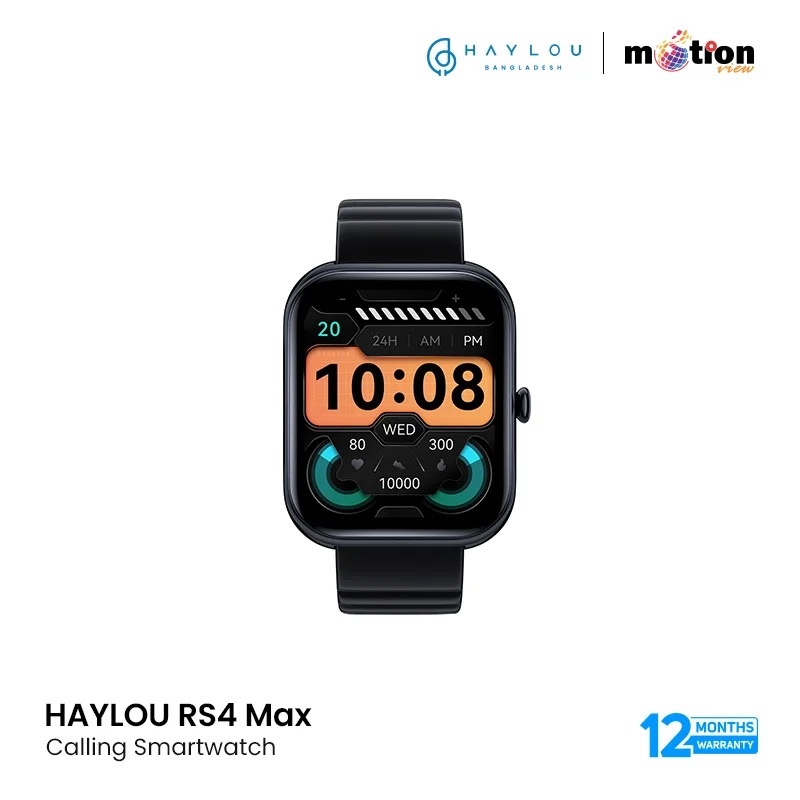 HAYLOU
BANGLADESH
motion
view
- +
20
24H | AM | PM
10:08
WED
80 300
10000
HAYLOU RS4 Max
Calling Smartwatch
12 MONTHS
WARRANTY